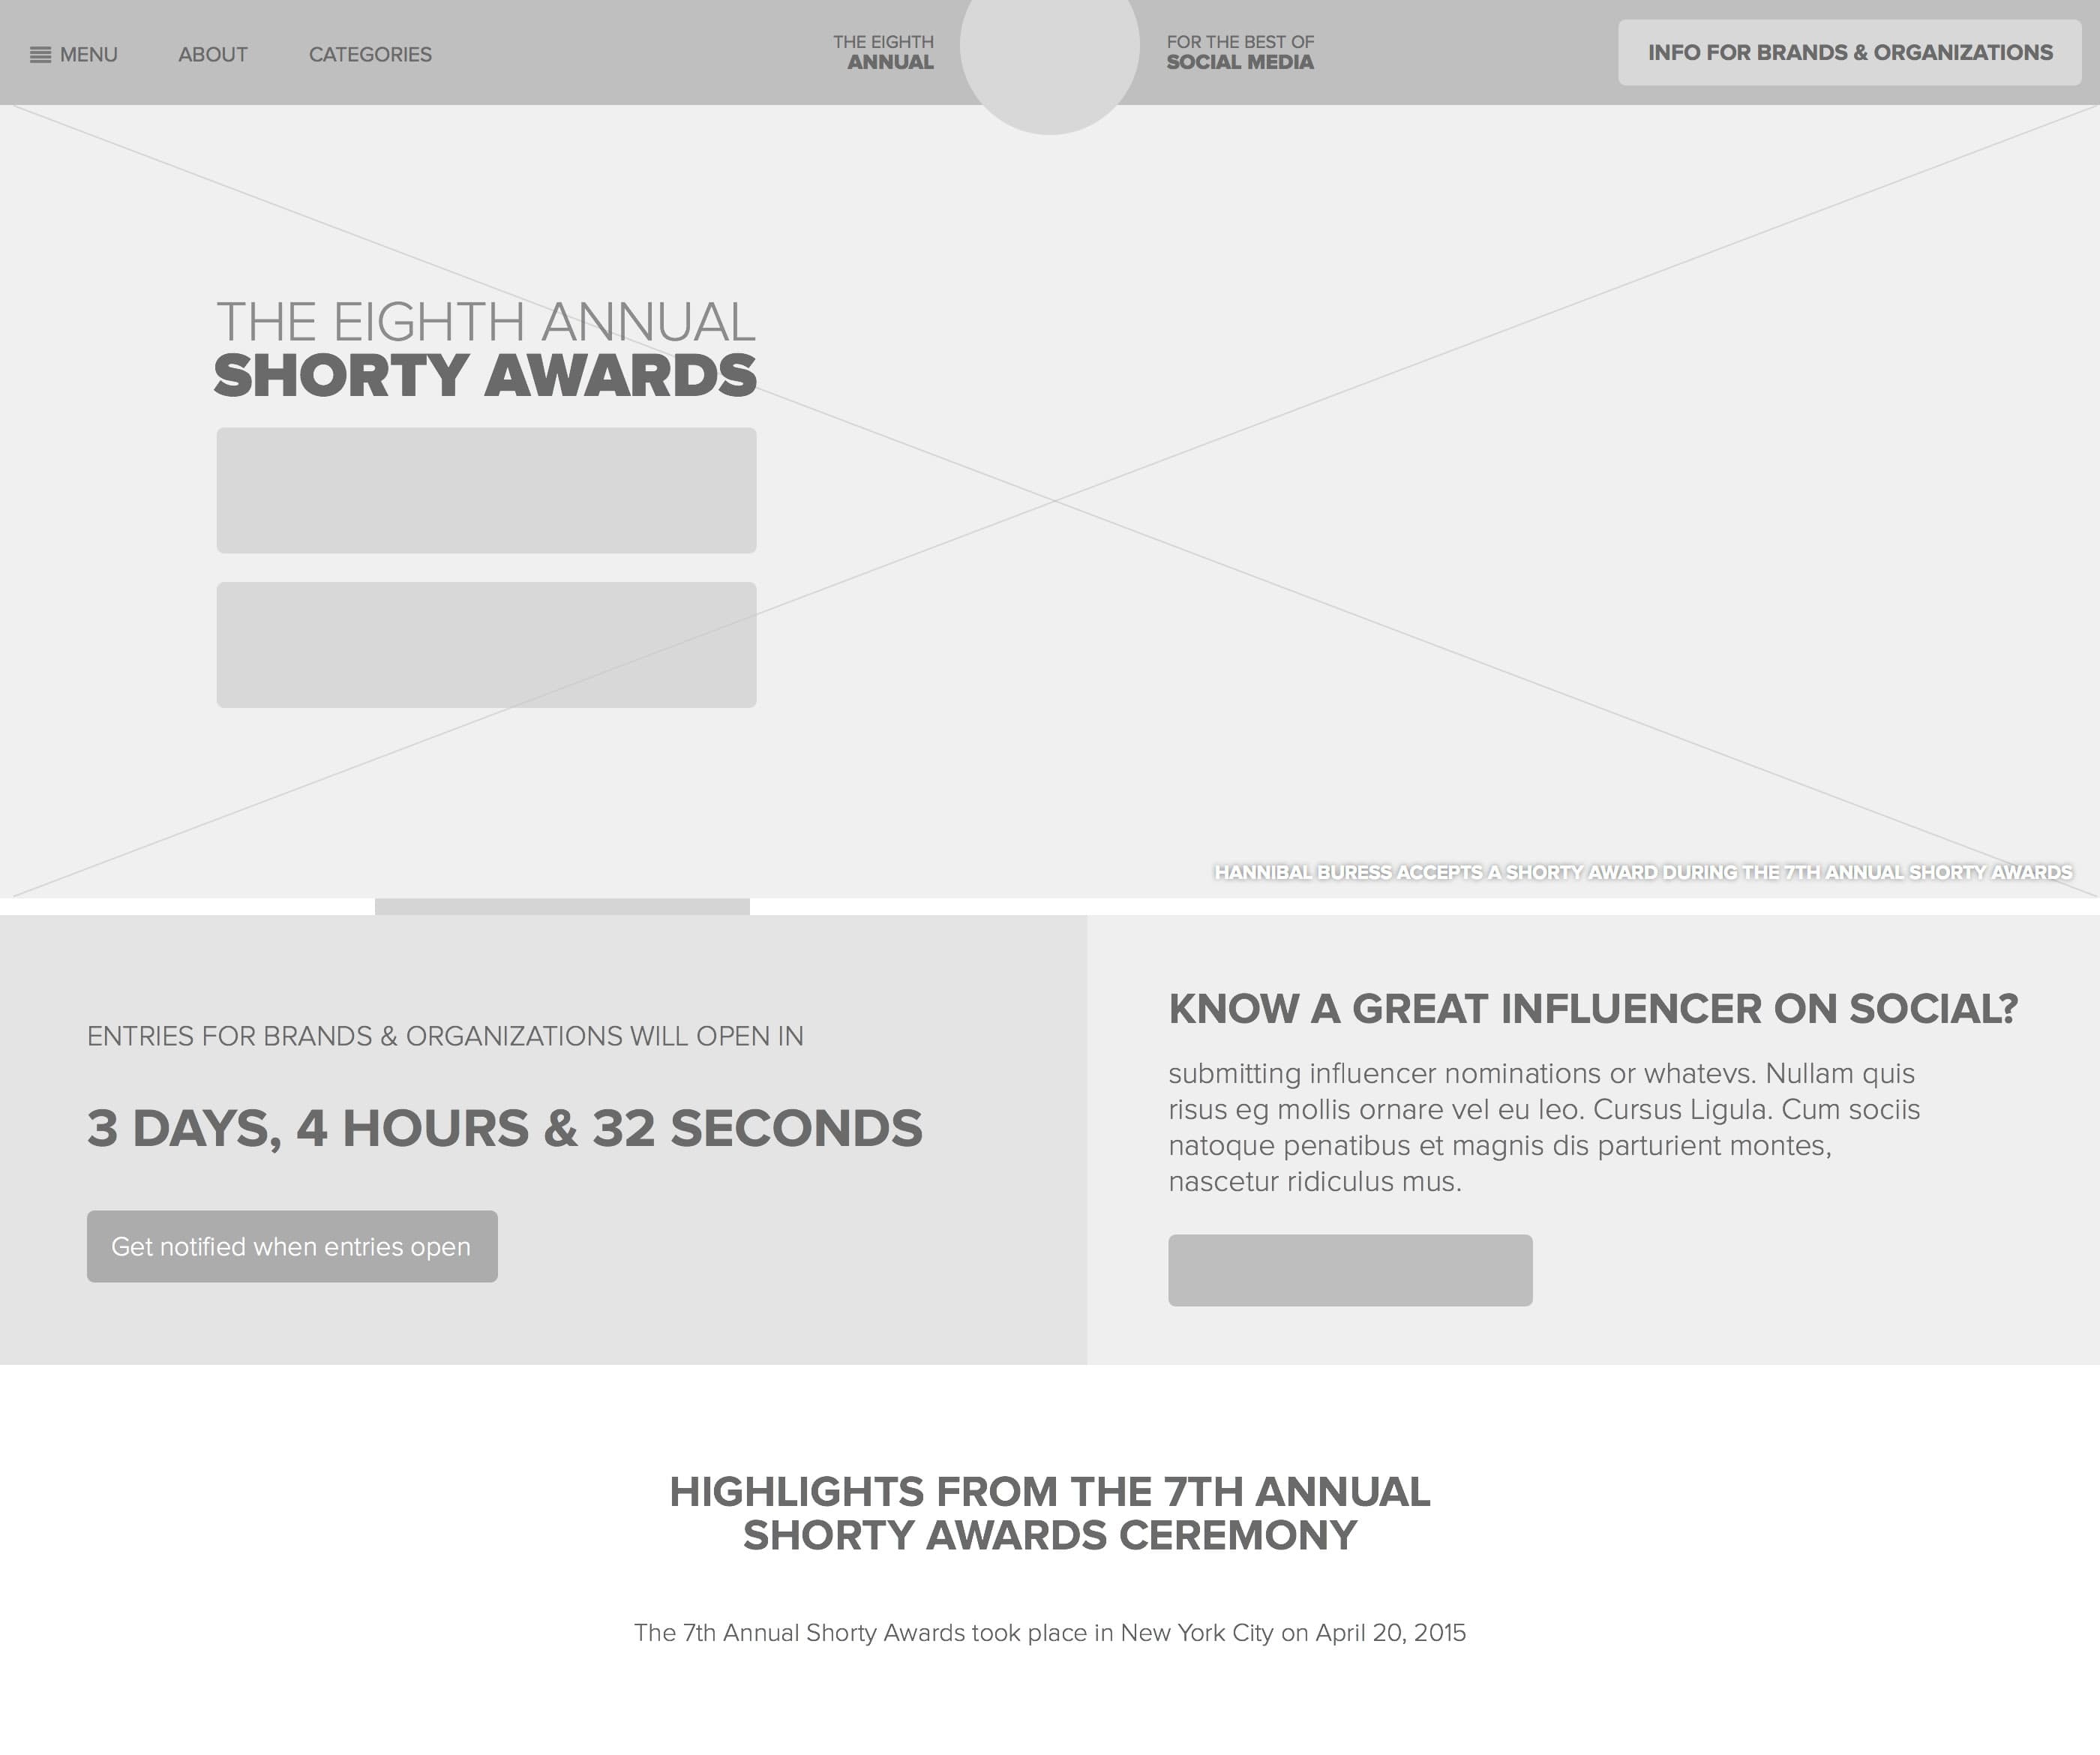 MENU
ABOUT
CATEGORIES
THE EIGHTH
ANNUAL
FOR THE BEST OF
SOCIAL MEDIA
INFO FOR BRANDS & ORGANIZATIONS
THE EIGHTH ANNUAL
SHORTY AWARDS
HANNIBAL BURESS ACCEPTS A SHORTY AWARD DURING THE 7TH ANNUAL SHORTY AWARDS
ENTRIES FOR BRANDS & ORGANIZATIONS WILL OPEN IN
3 DAYS, 4 HOURS & 32 SECONDS
Get notified when entries open
KNOW A GREAT INFLUENCER ON SOCIAL?
submitting influencer nominations or whatevs. Nullam quis
risus eg mollis ornare vel eu leo. Cursus Ligula. Cum sociis
natoque penatibus et magnis dis parturient montes,
nascetur ridiculus mus.
HIGHLIGHTS FROM THE 7TH ANNUAL
SHORTY AWARDS CEREMONY
The 7th Annual Shorty Awards took place in New York City on April 20, 2015